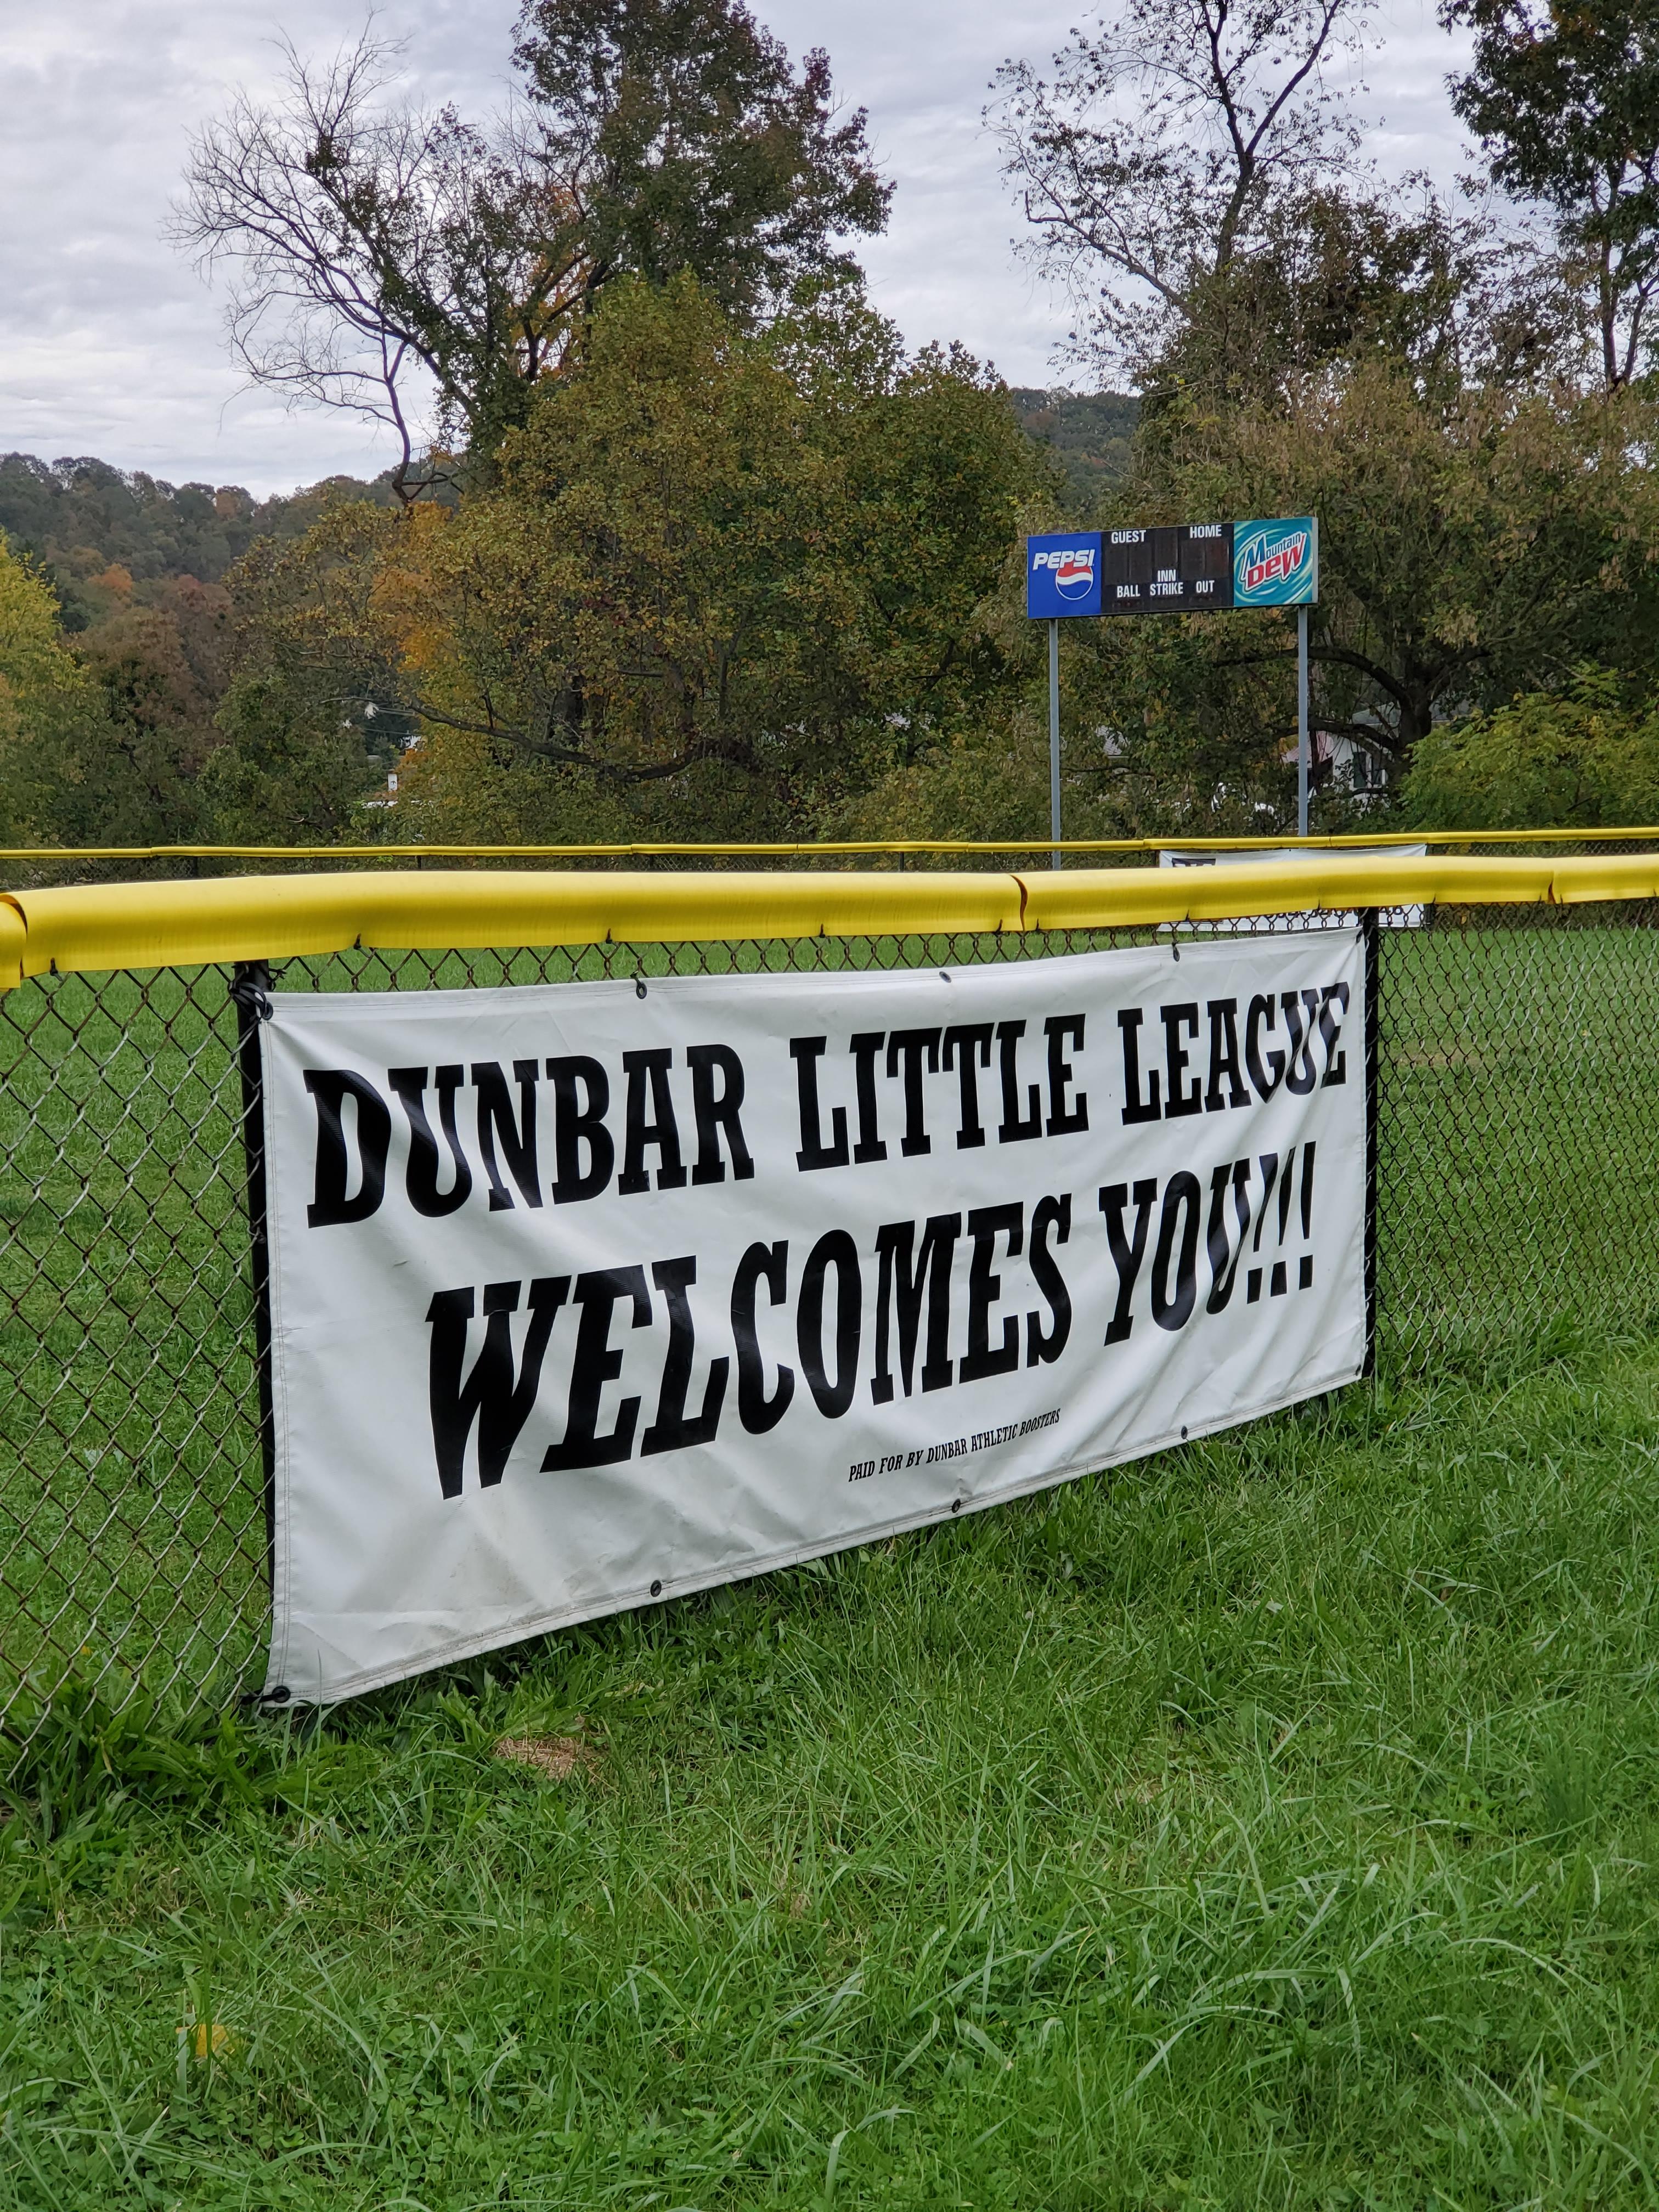 PEPSI
GUEST HOME
INN
BALL STRIKE OUT
Mountain
DEW
DUNBAR LITTLE LEAGUE
WELCOMES YOU!!!
PAID FOR BY DUNBAR ATHLETIC BOOSTERS